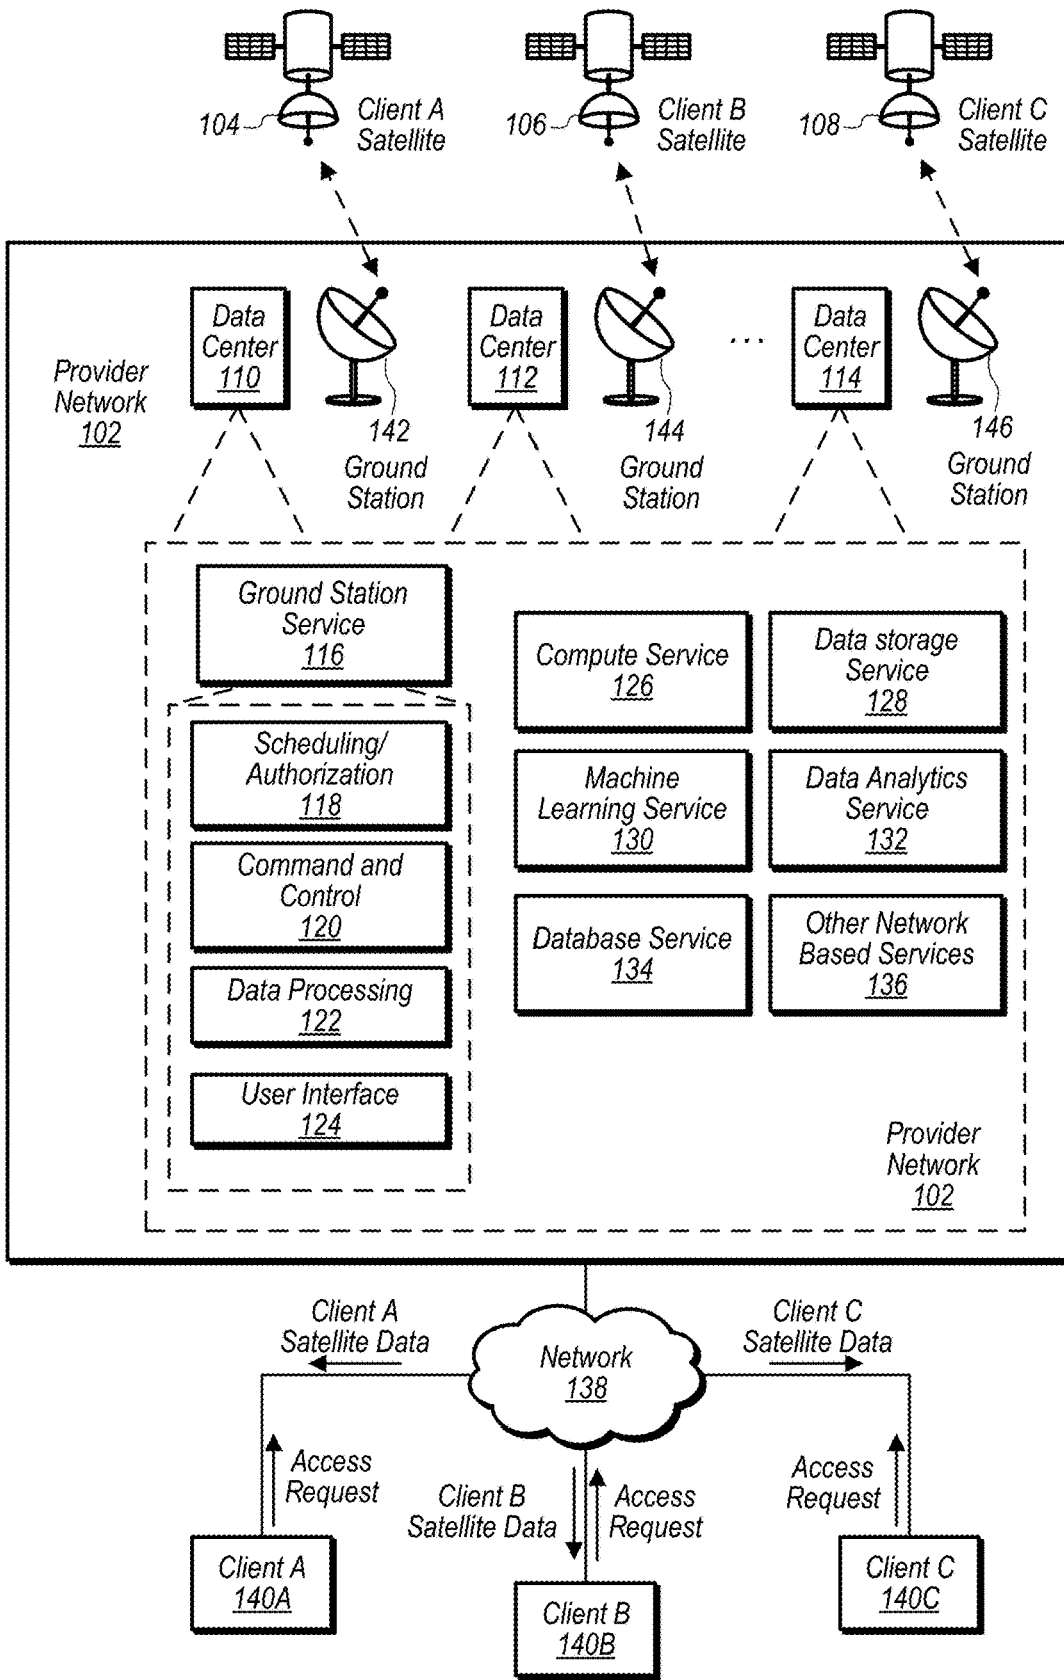 104
Client A
Satellite
106
Client B
Satellite
108
Client C
Satellite
Provider
Network
102
Data
Center
110
142
Ground
Station
Data
Center
112
144
Ground
Station
...
Data
Center
114
146
Ground
Station
Ground Station
Service
116
Scheduling/
Authorization
118
Command and
Control
120
Data Processing
122
User Interface
124
Compute Service
126
Data storage
Service
128
Machine
Learning Service
130
Data Analytics
Service
132
Database Service
134
Other Network
Based Services
136
Provider
Network
102
Client A
Satellite Data
Network
138
Client C
Satellite Data
Access
Request
Client B
Satellite Data
Access
Request
Access
Request
Client A
140A
Client B
140B
Client C
140C